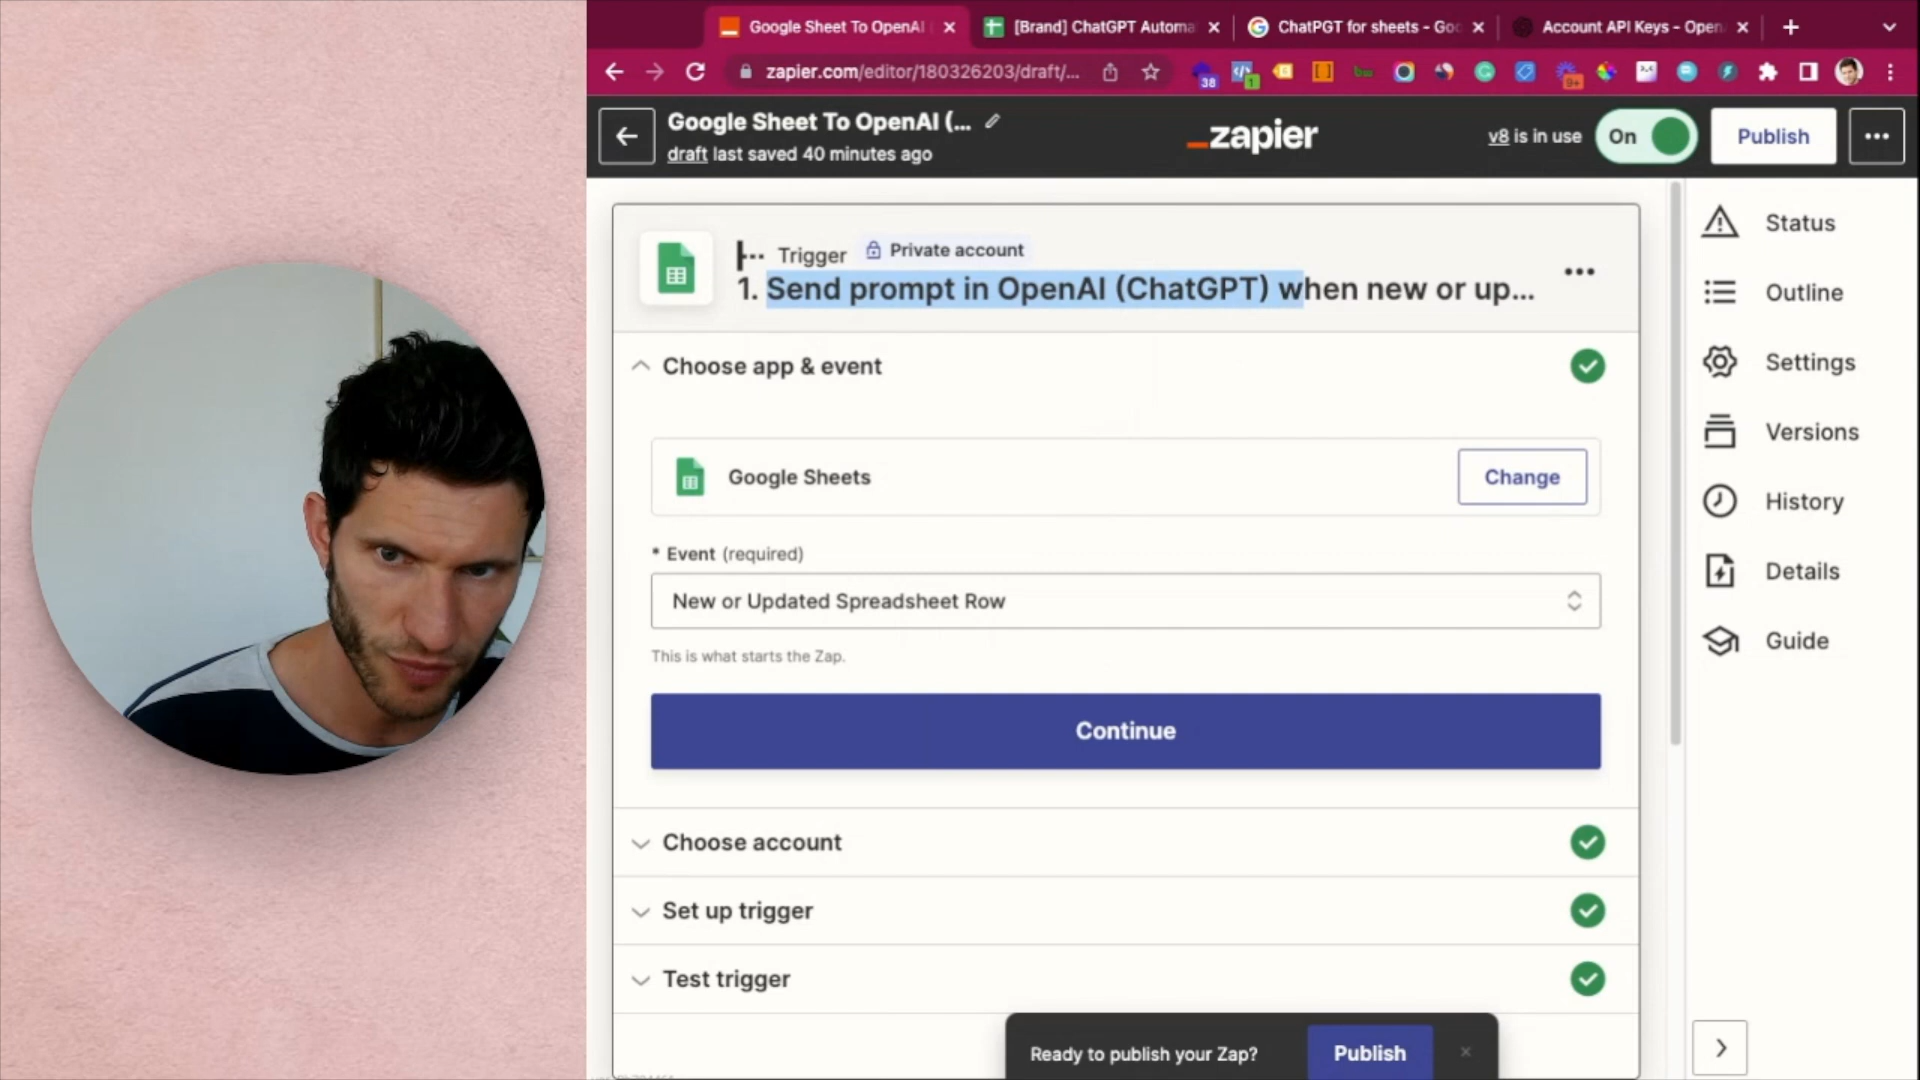 Google Sheet To OpenAI (
[Brand] ChatGPT Automa
ChatPGT for sheets - Goo
Account API Keys - Open
zapier.com/editor/180326203/draft/...
38
1
9+
Google Sheet To OpenAI (...
draft last saved 40 minutes ago
_zapier
v8 is in use
On
Publish
Trigger
Private account
1. Send prompt in OpenAI (ChatGPT) when new or up...
Choose app & event
Google Sheets
Change
* Event (required)
New or Updated Spreadsheet Row
This is what starts the Zap.
Continue
Choose account
Set up trigger
Test trigger
Ready to publish your Zap?
Publish
Status
Outline
Settings
Versions
History
Details
Guide